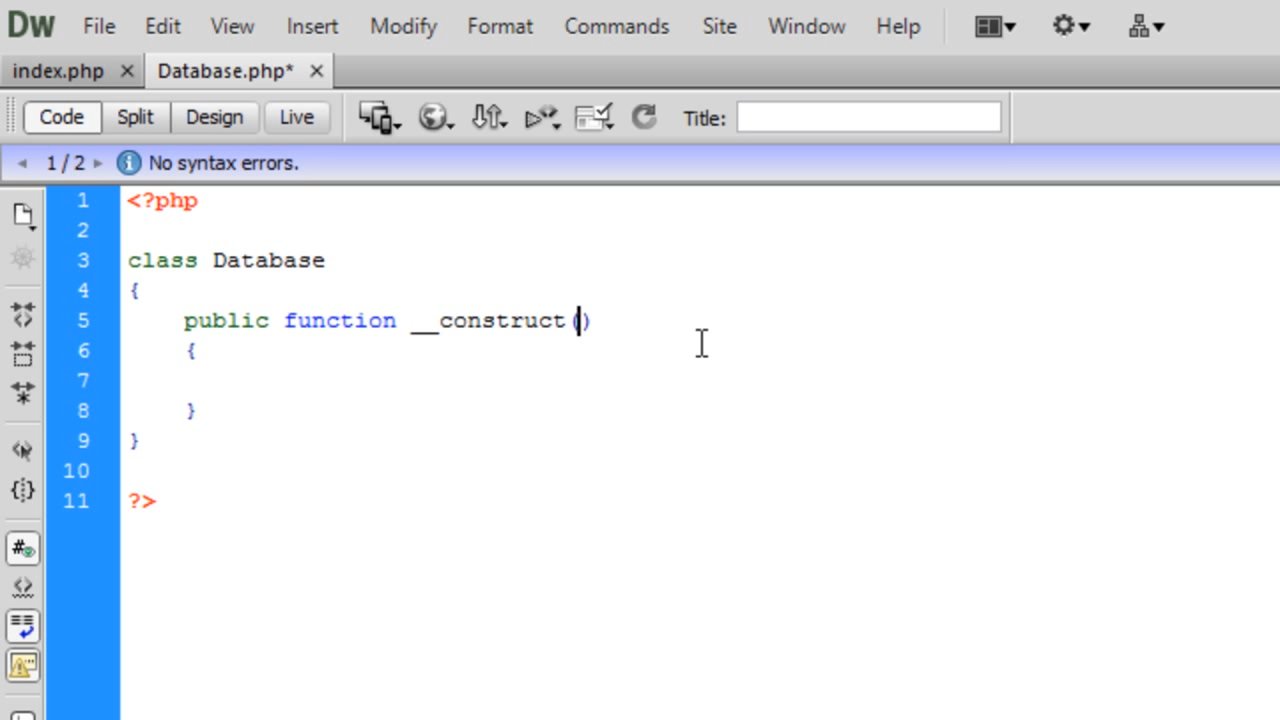 Dw File Edit View Insert Modify Format Commands Site Window Help
index.php Database.php*
Code Split Design Live Title:
1 / 2 No syntax errors.
1 <?php
2
3 class Database
4 {
5 public function __construct()
6 {
7
8 }
9 }
10
11 ?>